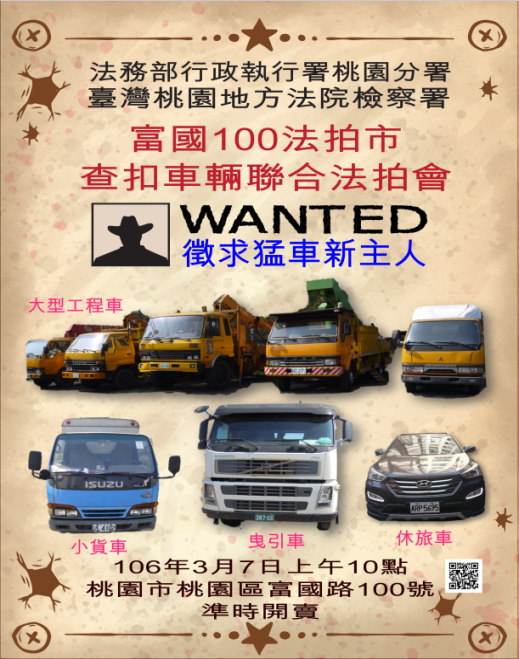 法務部行政執行署桃園分署
臺灣桃園地方法院檢察署
富國100法拍市
查扣車輛聯合法拍會
WANTED
徵求猛車新主人
大型工程車
ISUZU
387-U2
ARP-5695
小貨車
曳引車
休旅車
106年3月7日上午10點
桃園市桃園區富國路100號
準時開賣